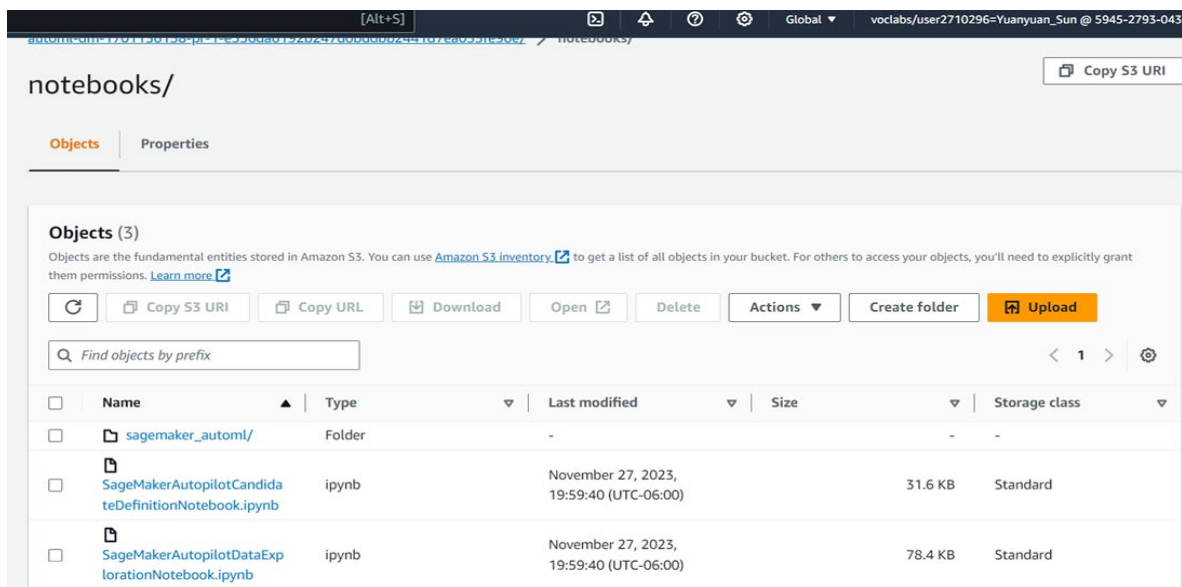 [Alt+S] Global voclabs/user2710296=Yuanyuan_Sun @ 5945-2793-043
notebooks/
notebooks/
Copy S3 URI
Objects Properties
Objects (3)
Objects are the fundamental entities stored in Amazon S3. You can use Amazon S3 inventory to get a list of all objects in your bucket. For others to access your objects, you'll need to explicitly grant
them permissions. Learn more
Copy S3 URI Copy URL Download Open Delete Actions Create folder Upload
Find objects by prefix 1
Name Type Last modified Size Storage class
sagemaker_automl/ Folder - - -
SageMakerAutopilotCandida
teDefinitionNotebook.ipynb
ipynb
November 27, 2023,
19:59:40 (UTC-06:00)
31.6 KB Standard
SageMakerAutopilotDataExp
lorationNotebook.ipynb
ipynb
November 27, 2023,
19:59:40 (UTC-06:00)
78.4 KB Standard